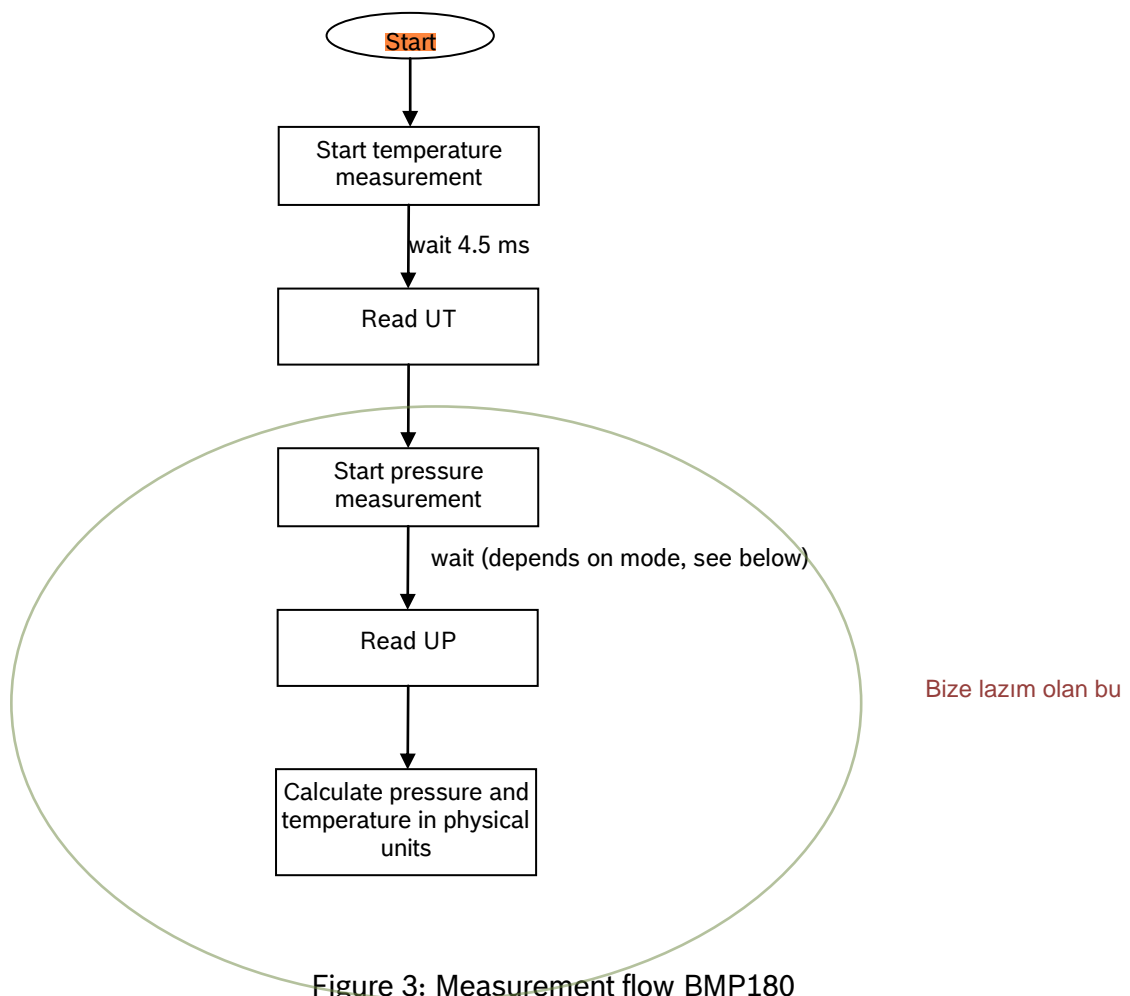 Start
Start temperature
measurement
wait 4.5 ms
Read UT
Start pressure
measurement
wait (depends on mode, see below)
Read UP
Bize lazım olan bu
Calculate pressure and
temperature in physical
units
Figure 3: Measurement flow BMP180